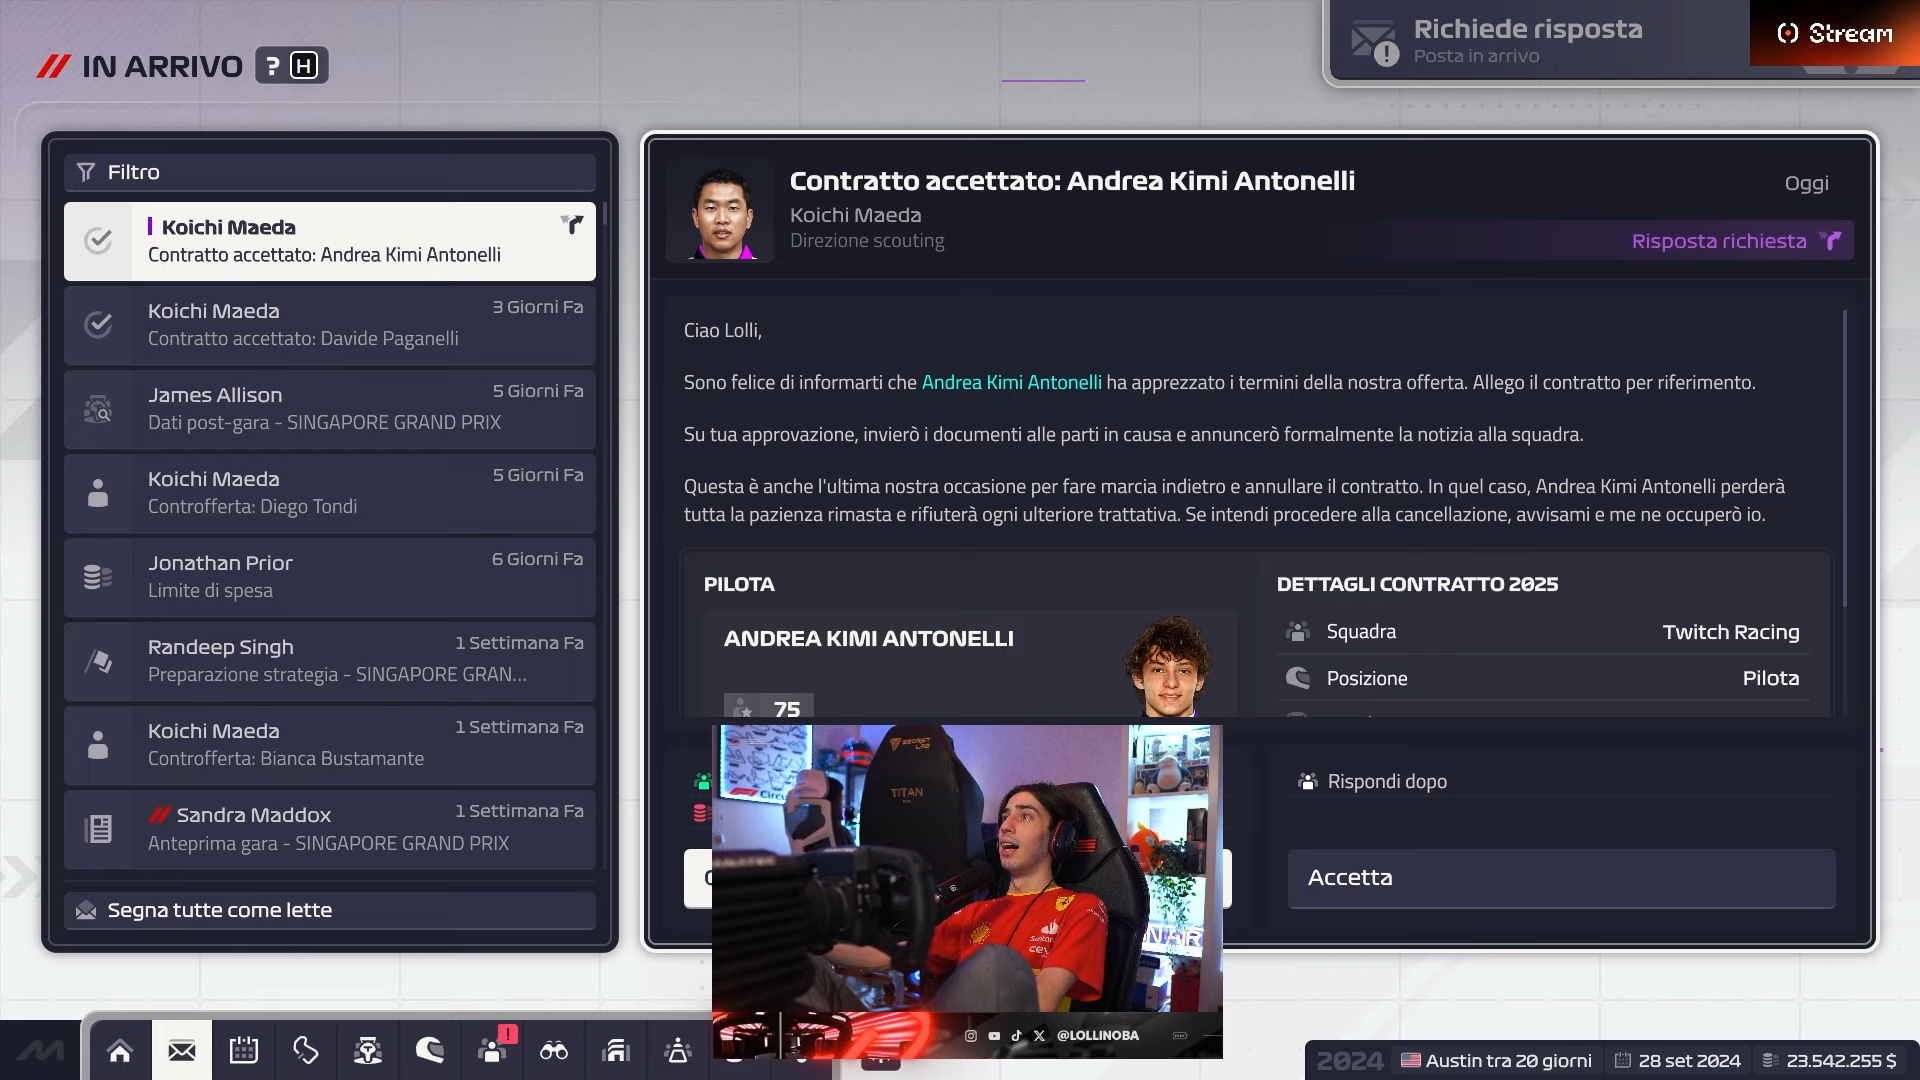 IN ARRIVO ? H
Richiede risposta
Posta in arrivo
Stream
Filtro
Koichi Maeda
Contratto accettato: Andrea Kimi Antonelli
Koichi Maeda 3 Giorni Fa
Contratto accettato: Davide Paganelli
James Allison 5 Giorni Fa
Dati post-gara - SINGAPORE GRAND PRIX
Koichi Maeda 5 Giorni Fa
Controfferta: Diego Tondi
Jonathan Prior 6 Giorni Fa
Limite di spesa
Randeep Singh 1 Settimana Fa
Preparazione strategia - SINGAPORE GRAN...
Koichi Maeda 1 Settimana Fa
Controfferta: Bianca Bustamante
Sandra Maddox 1 Settimana Fa
Anteprima gara - SINGAPORE GRAND PRIX
Segna tutte come lette
Contratto accettato: Andrea Kimi Antonelli Oggi
Koichi Maeda
Direzione scouting
Risposta richiesta
Ciao Lolli,
Sono felice di informarti che Andrea Kimi Antonelli ha apprezzato i termini della nostra offerta. Allego il contratto per riferimento.
Su tua approvazione, invierò i documenti alle parti in causa e annuncerò formalmente la notizia alla squadra.
Questa è anche l'ultima nostra occasione per fare marcia indietro e annullare il contratto. In quel caso, Andrea Kimi Antonelli perderà
tutta la pazienza rimasta e rifiuterà ogni ulteriore trattativa. Se intendi procedere alla cancellazione, avvisami e me ne occuperò io.
PILOTA
ANDREA KIMI ANTONELLI
75
DETTAGLI CONTRATTO 2025
Squadra Twitch Racing
Posizione Pilota
Rispondi dopo
Accetta
SECRET LAB
TITAN
Santander
ON AIR
@LOLLINOBA
2024 Austin tra 20 giorni 28 set 2024 23.542.255 $